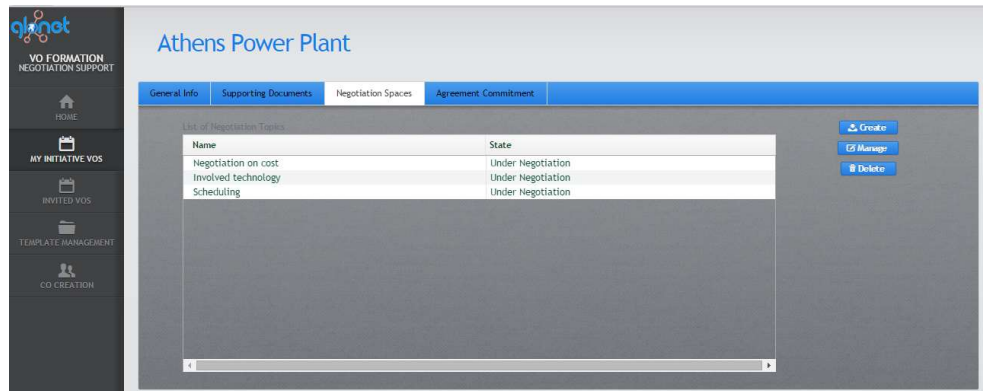 glonet
VO FORMATION
NEGOTIATION SUPPORT
HOME
MY INITIATIVE VOS
INVITED VOS
TEMPLATE MANAGEMENT
CO CREATION
Athens Power Plant
General Info Supporting Documents Negotiation Spaces Agreement Commitment
List of Negotiation Topics
Name State
Negotiation on cost Under Negotiation
Involved technology Under Negotiation
Scheduling Under Negotiation
Create
Manage
Delete